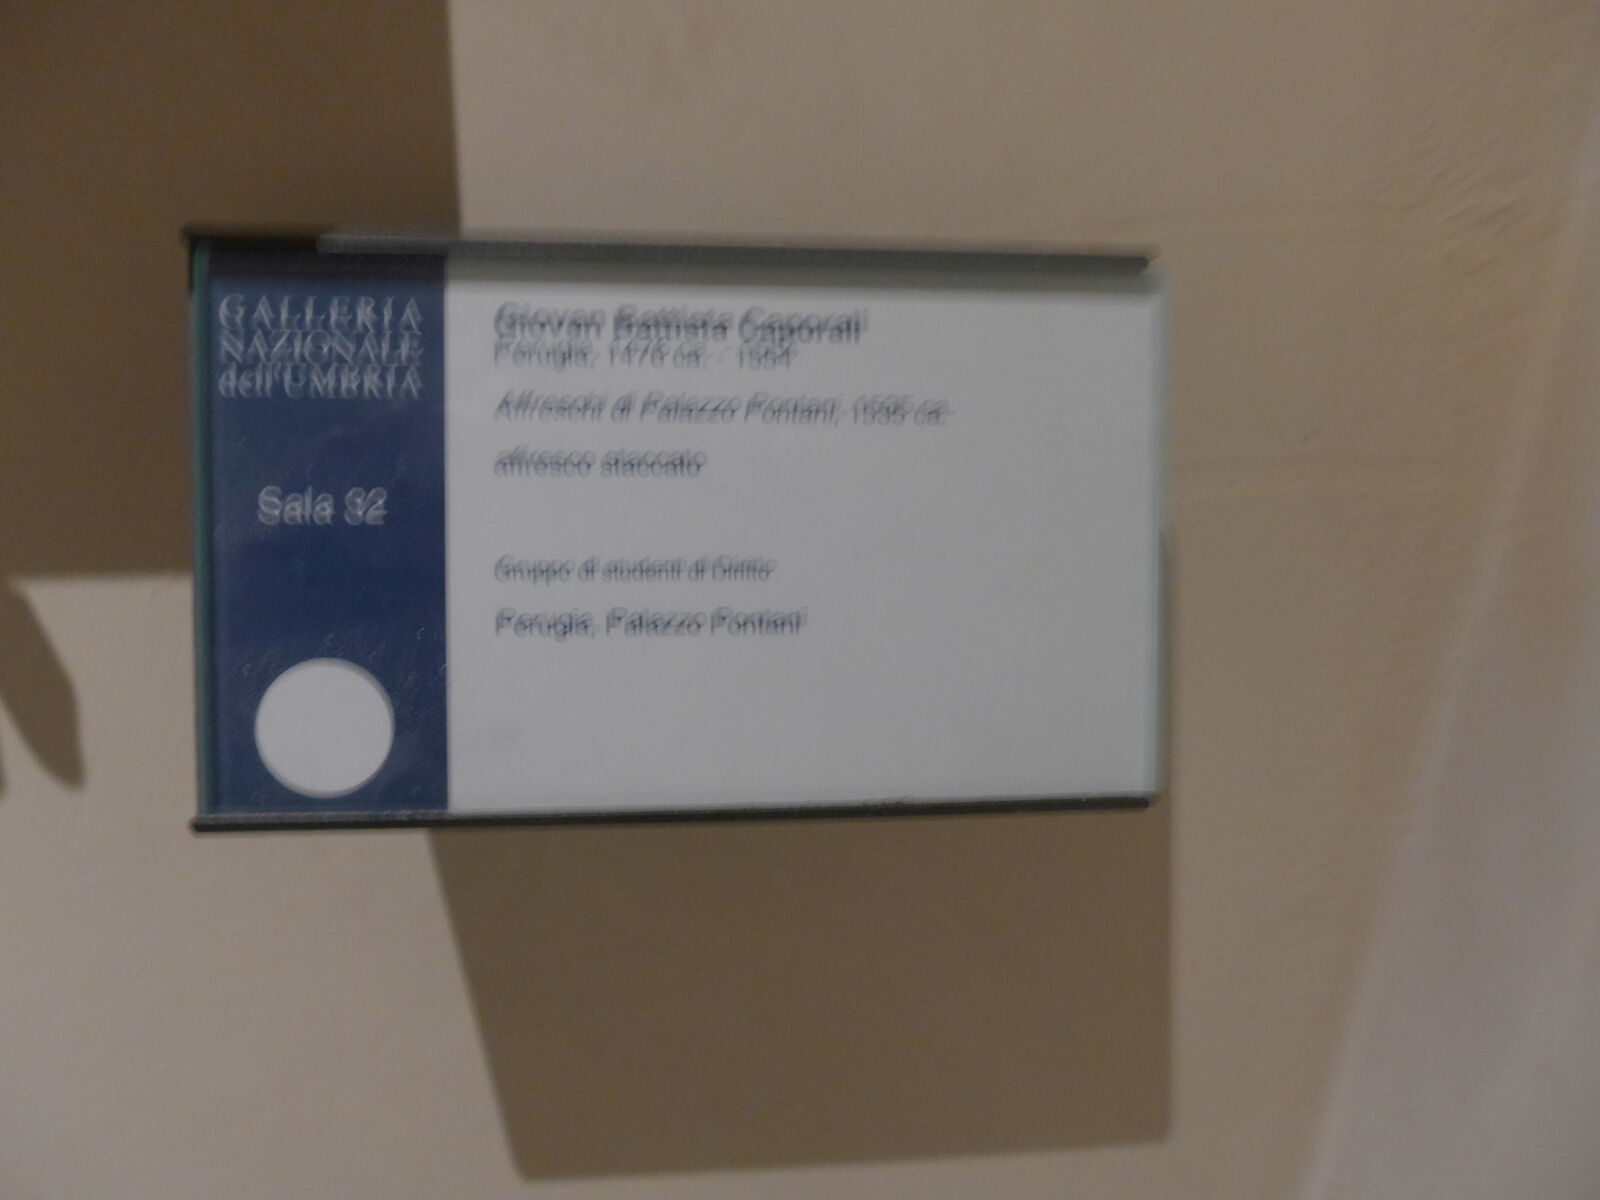 GALLERIA
NAZIONALE
dell'UMBRIA
Sala 32
Giovan Battista Caporali
Perugia, 1476 ca. - 1554
Affreschi di Palazzo Pontani, 1535 ca.
affresco staccato
Gruppo di studenti di Diritto
Perugia, Palazzo Pontani